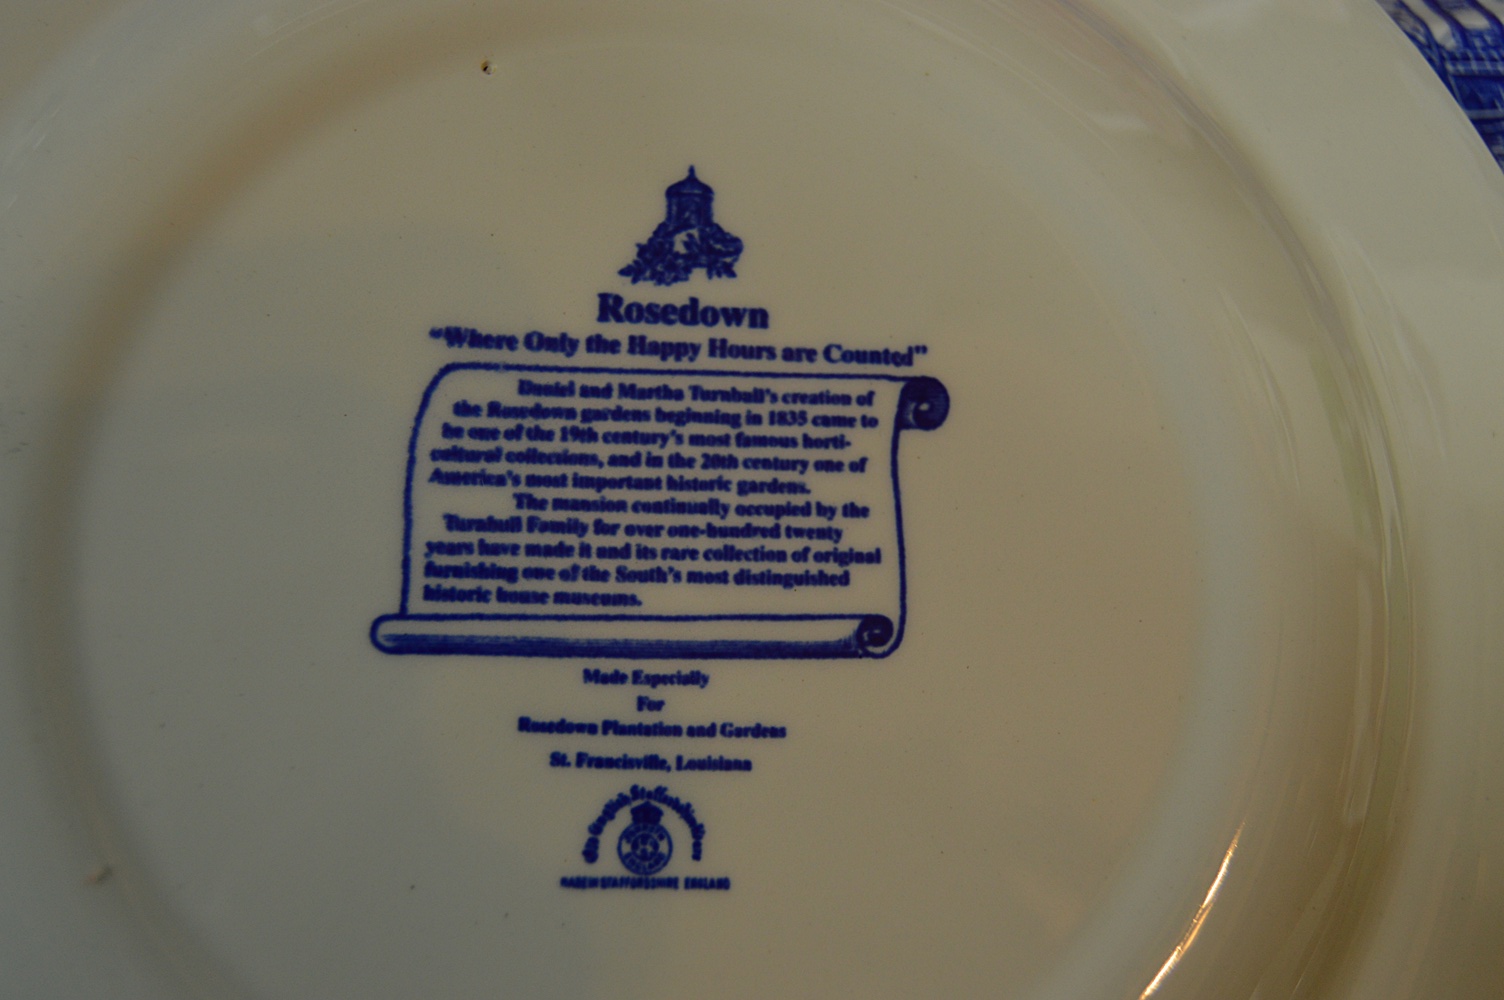 Rosedown
"Where Only the Happy Hours are Counted"
Daniel and Martha Turnbull's creation of
the Rosedown gardens beginning in 1835 came to
be one of the 19th century's most famous horti-
cultural collections, and in the 20th century one of
America's most important historic gardens.
The mansion continually occupied by the
Turnbull Family for over one-hundred twenty
years have made it and its rare collection of original
furnishing one of the South's most distinguished
historic house museums.
Made Especially
For
Rosedown Plantation and Gardens
St. Francisville, Louisiana
Old English Staffordshire Ware
MADE IN STAFFORDSHIRE ENGLAND